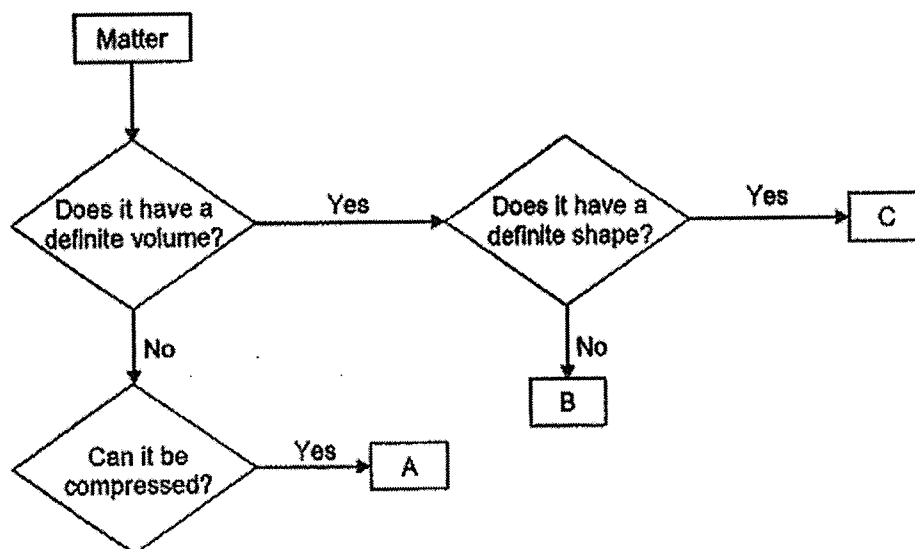 Matter
Does it have a
definite volume?
Yes
Does it have a
definite shape?
Yes
C
No
No
B
Can it be
compressed?
Yes
A